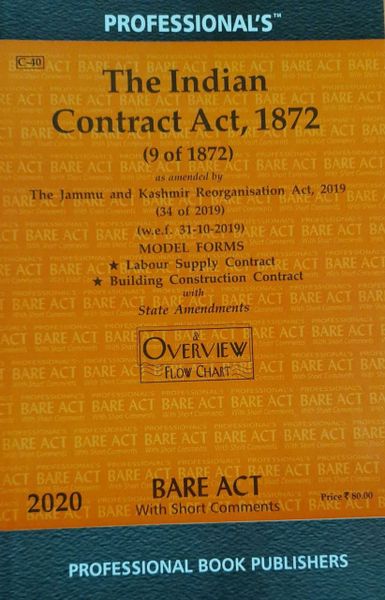 PROFESSIONAL'S™
C-40
The Indian
Contract Act, 1872
(9 of 1872)
as amended by
The Jammu and Kashmir Reorganisation Act, 2019
(34 of 2019)
(w.e.f. 31-10-2019)
MODEL FORMS
★ Labour Supply Contract
★ Building Construction Contract
with
State Amendments
&
OVERVIEW
FLOW CHART
BARE ACT
With Short Comments
2020
Price ₹ 80.00
PROFESSIONAL BOOK PUBLISHERS